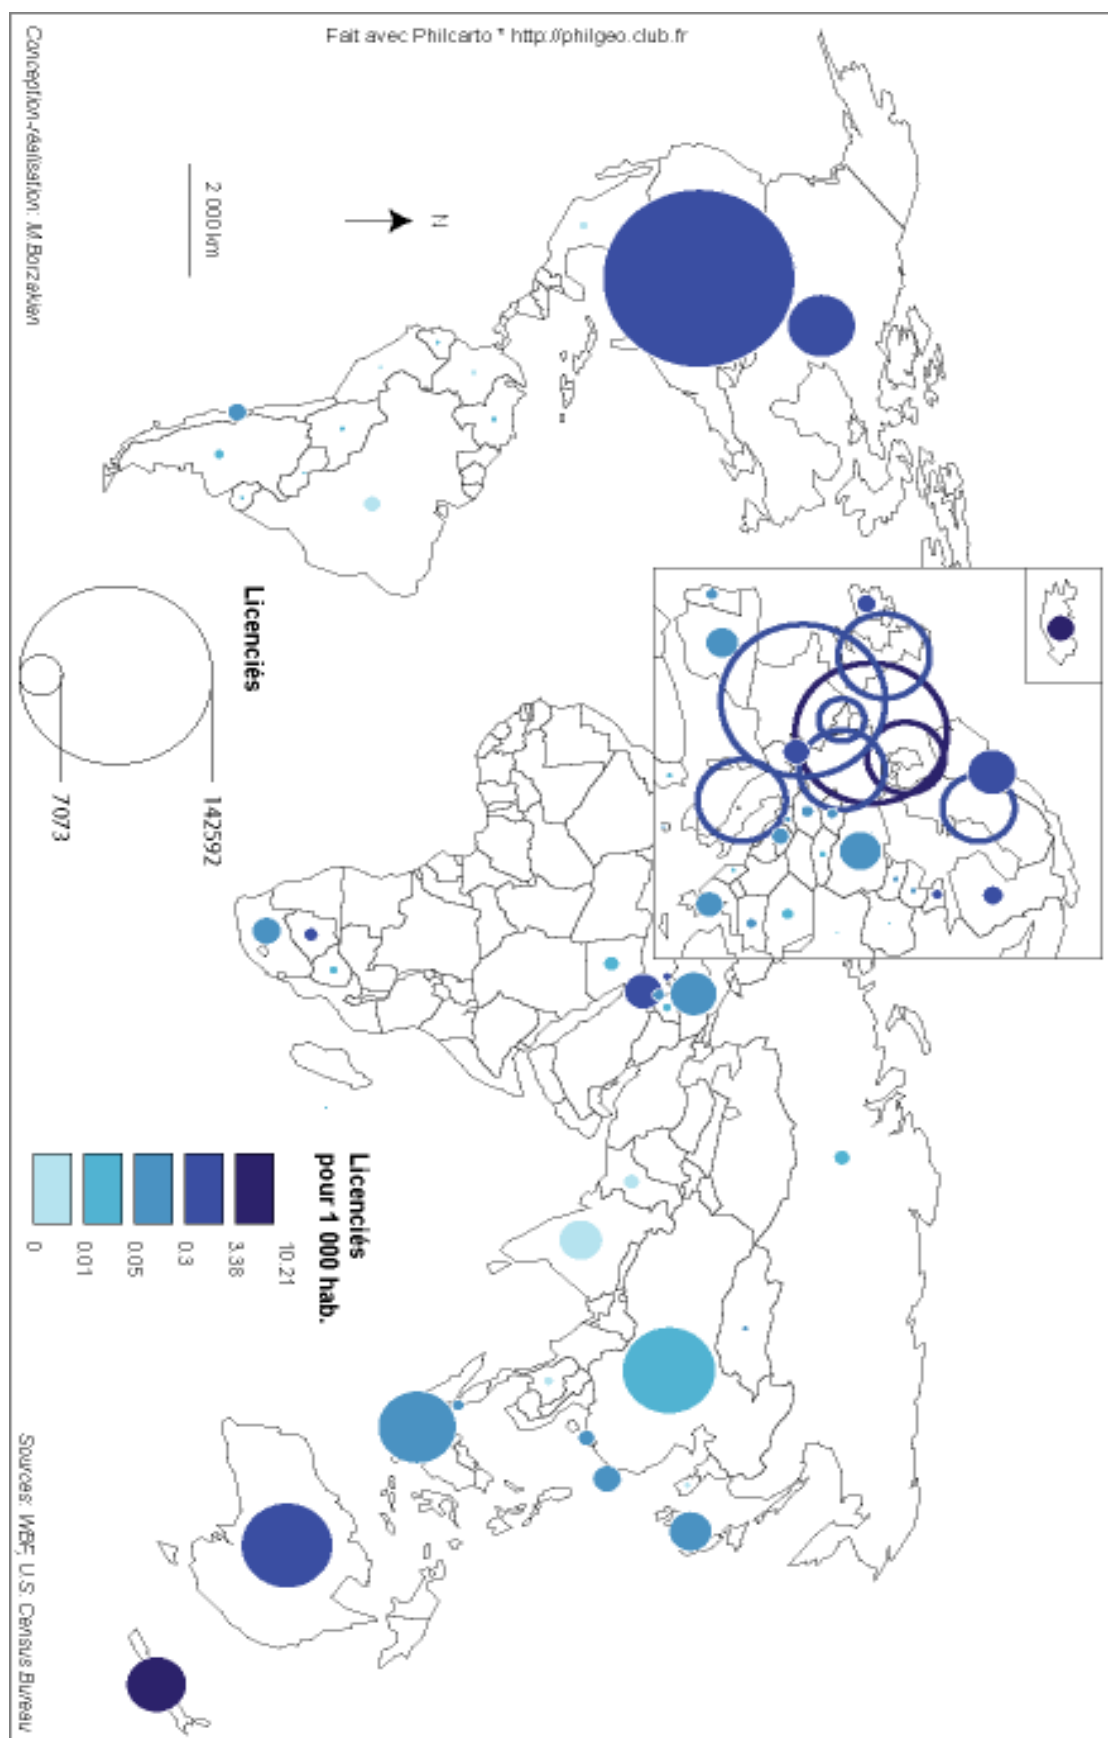 Fait avec Philcarto * http://philgeo.club.fr
N
2 000 km
Conception-réalisation: M.Borzakian
Licenciés
142592
7073
Licenciés
pour 1 000 hab.
10.21
3.38
0.3
0.05
0.01
0
Sources: WBF, U.S. Census Bureau